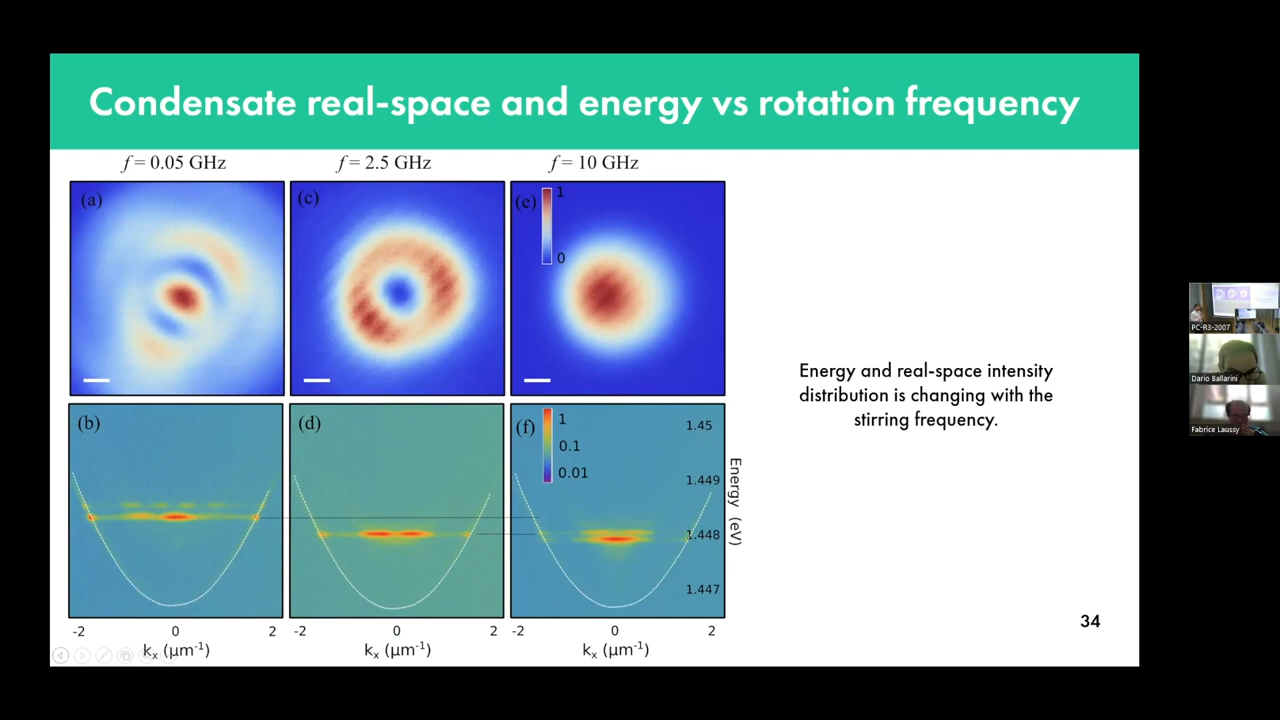 Condensate real-space and energy vs rotation frequency
f = 0.05 GHz
f = 2.5 GHz
f = 10 GHz
(a)
(c)
(e)
1
0
(b)
(d)
(f)
1
0.1
0.01
1.45
1.449
1.448
1.447
Energy (eV)
-2 0 2
-2 0 2
-2 0 2
kx (μm-1)
kx (μm-1)
kx (μm-1)
Energy and real-space intensity
distribution is changing with the
stirring frequency.
34
PC-R3-2007
Dario Ballarini
Fabrice Laussy